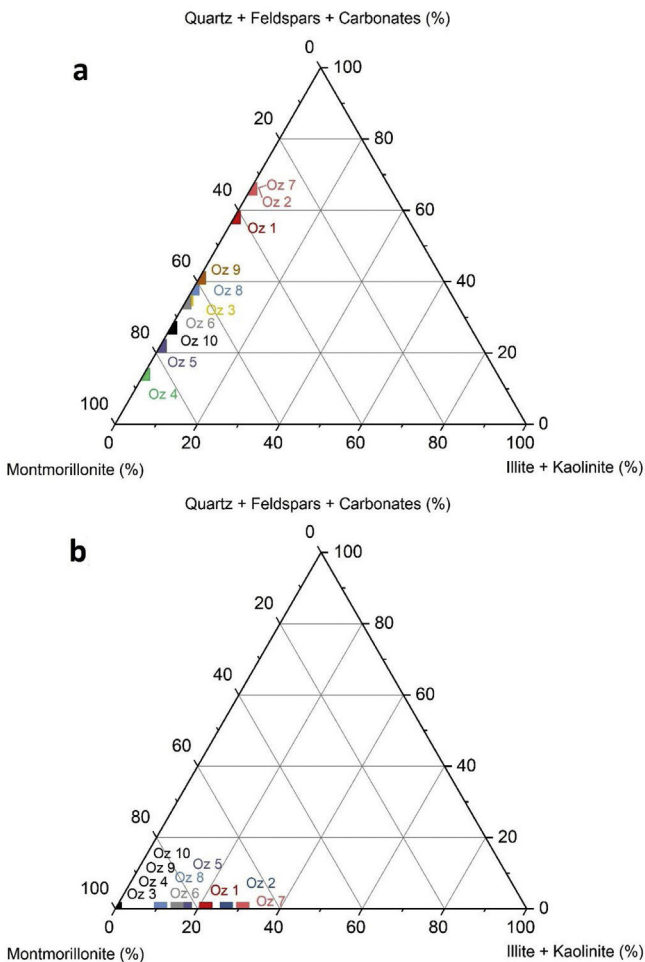 Quartz + Feldspars + Carbonates (%)
a
0
100
20
80
Oz 7
40
Oz 2
60
Oz 1
60
Oz 9
40
Oz 8
Oz 3
Oz 6
80
Oz 10
20
Oz 5
Oz 4
100
0
0
20
40
60
80
100
Montmorillonite (%)
Illite + Kaolinite (%)
Quartz + Feldspars + Carbonates (%)
b
0
100
20
80
40
60
60
40
80
20
Oz 10
Oz 5
Oz 9
Oz 8
Oz 4
Oz 2
100
Oz 3
Oz 6
Oz 1
Oz 7
0
0
20
40
60
80
100
Montmorillonite (%)
Illite + Kaolinite (%)